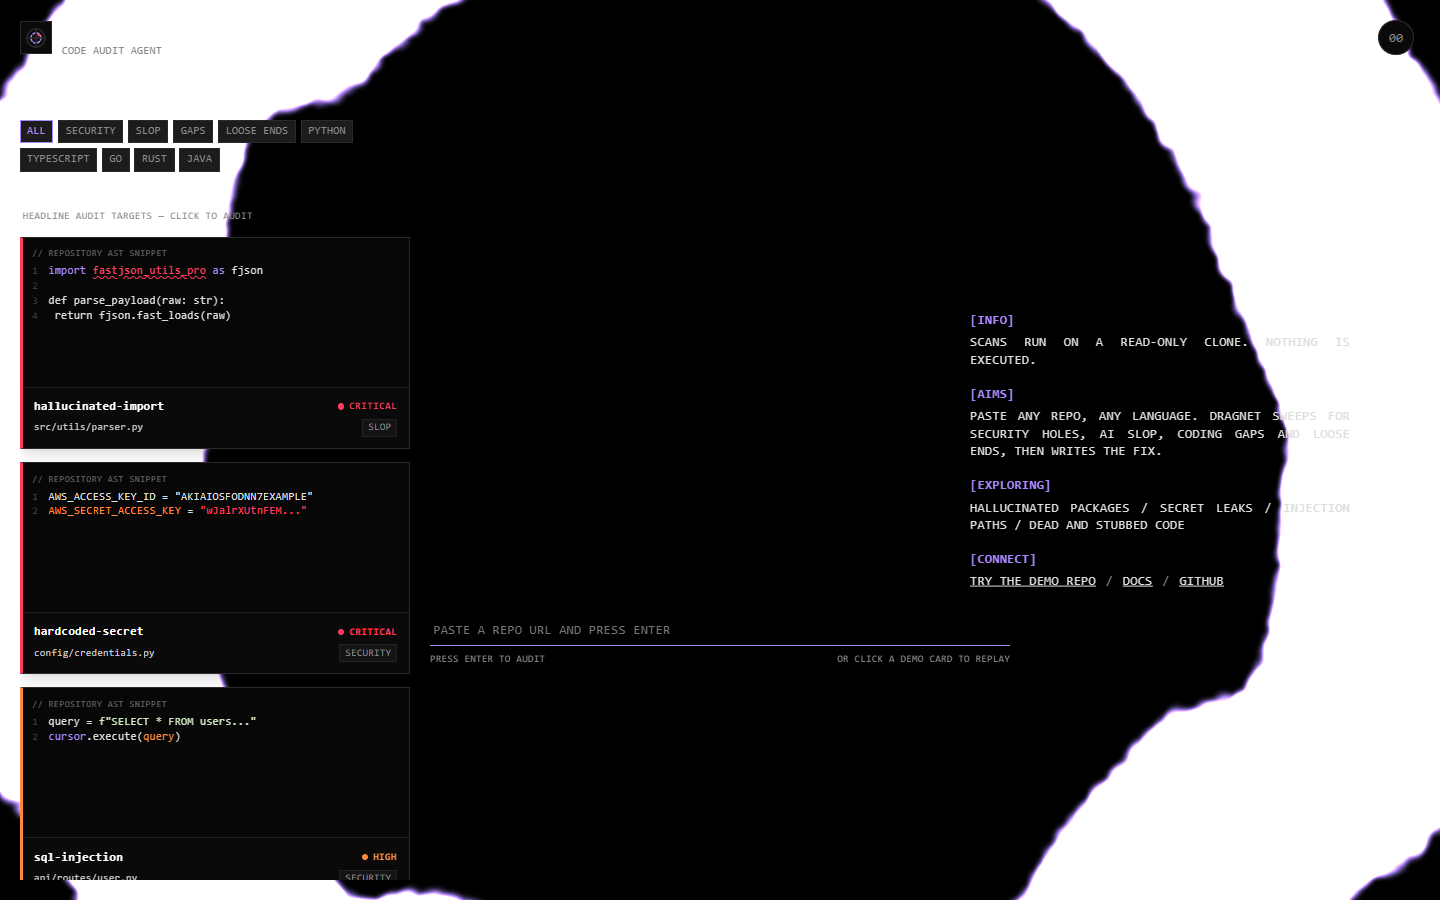 CODE AUDIT AGENT
00
ALL SECURITY SLOP GAPS LOOSE ENDS PYTHON
TYPESCRIPT GO RUST JAVA
HEADLINE AUDIT TARGETS — CLICK TO AUDIT
// REPOSITORY AST SNIPPET
1 import fastjson_utils_pro as fjson
2
3 def parse_payload(raw: str):
4 return fjson.fast_loads(raw)
hallucinated-import CRITICAL
src/utils/parser.py SLOP
// REPOSITORY AST SNIPPET
1 AWS_ACCESS_KEY_ID = "AKIAIOSFODNN7EXAMPLE"
2 AWS_SECRET_ACCESS_KEY = "wJalrXUtnFEM..."
hardcoded-secret CRITICAL
config/credentials.py SECURITY
// REPOSITORY AST SNIPPET
1 query = f"SELECT * FROM users..."
2 cursor.execute(query)
sql-injection HIGH
api/routes/user.py SECURITY
PASTE A REPO URL AND PRESS ENTER
PRESS ENTER TO AUDIT OR CLICK A DEMO CARD TO REPLAY
[INFO]
SCANS RUN ON A READ-ONLY CLONE. NOTHING IS
EXECUTED.
[AIMS]
PASTE ANY REPO, ANY LANGUAGE. DRAGNET SWEEPS FOR
SECURITY HOLES, AI SLOP, CODING GAPS AND LOOSE
ENDS, THEN WRITES THE FIX.
[EXPLORING]
HALLUCINATED PACKAGES / SECRET LEAKS / INJECTION
PATHS / DEAD AND STUBBED CODE
[CONNECT]
TRY THE DEMO REPO / DOCS / GITHUB